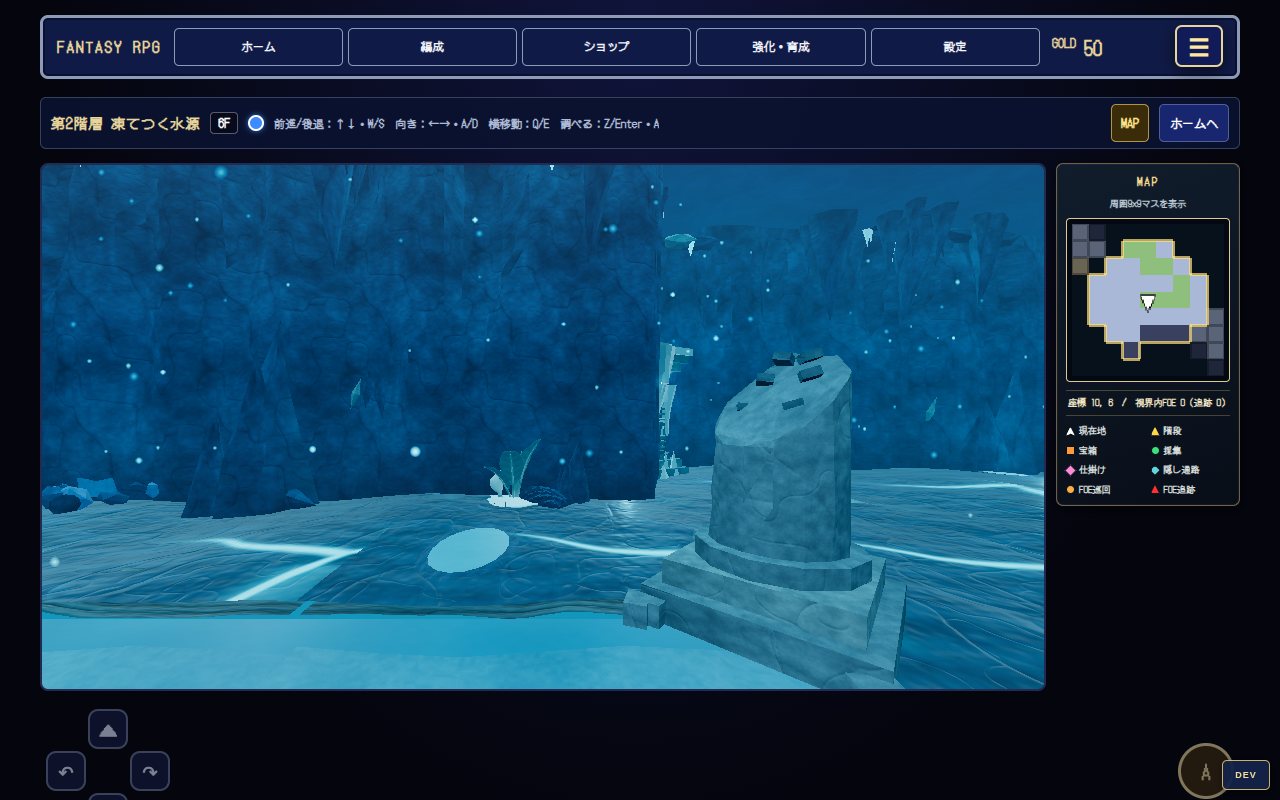 FANTASY RPG
ホーム
編成
ショップ
強化・育成
設定
GOLD 50
第2階層 凍てつく水源
6F
前進/後退：↑↓・W/S 向き：←→・A/D 横移動：Q/E 調べる：Z/Enter・A
MAP
ホームへ
MAP
周囲9x9マスを表示
座標 10, 6 / 視界内FOE 0 (追跡 0)
現在地
階段
宝箱
採集
仕掛け
隠し通路
FOE巡回
FOE追跡
A
DEV